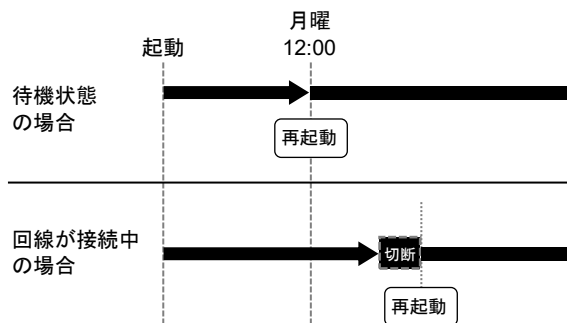 月曜
12:00
起動
待機状態
の場合
再起動
回線が接続中
の場合
切断
再起動